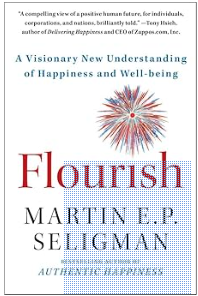 "A compelling view of a positive human future, for individuals,
corporations, and nations, brilliantly told." —Tony Hsieh,
author of Delivering Happiness and CEO of Zappos.com, Inc.
A Visionary New Understanding
of Happiness and Well-being
Flourish
MARTIN E.P.
SELIGMAN
BESTSELLING AUTHOR OF
AUTHENTIC HAPPINESS